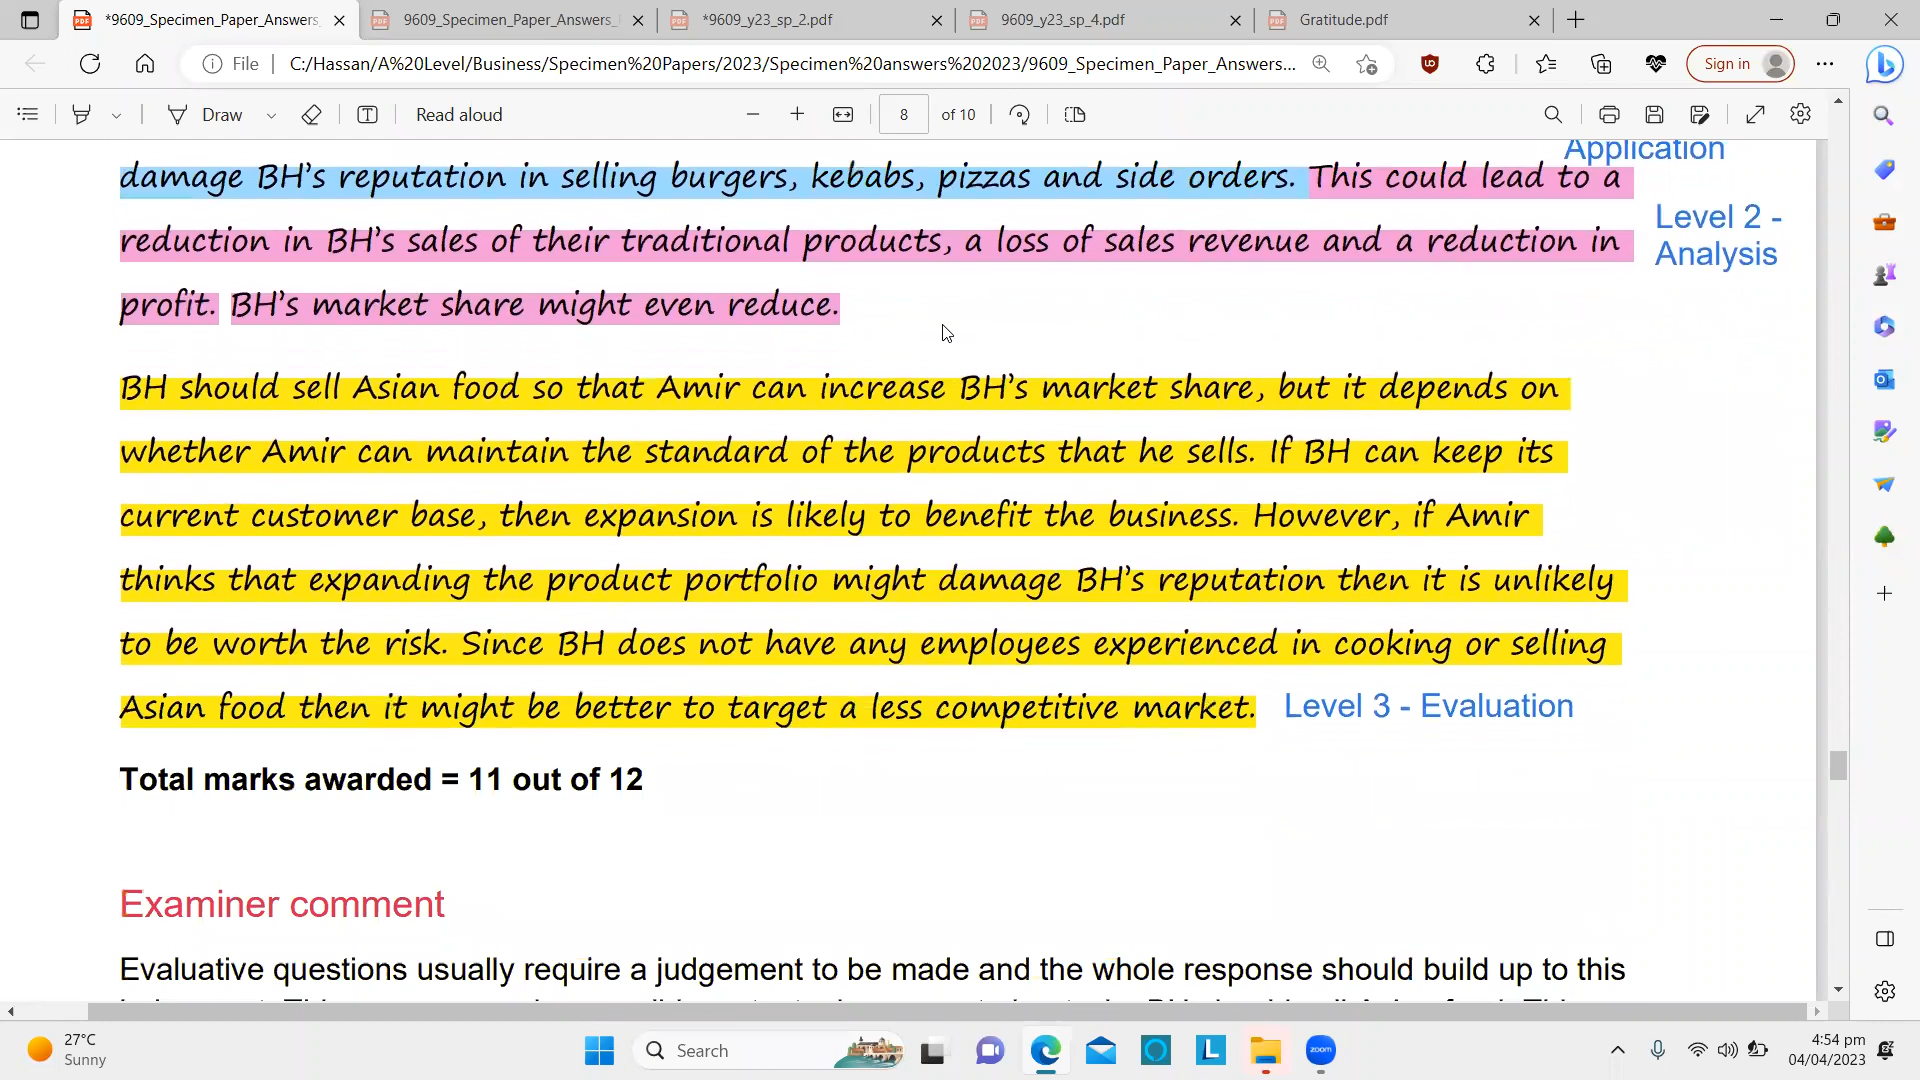 *9609_Specimen_Paper_Answers_
9609_Specimen_Paper_Answers_
*9609_y23_sp_2.pdf
9609_y23_sp_4.pdf
Gratitude.pdf
File
C:/Hassan/A%20Level/Business/Specimen%20Papers/2023/Specimen%20answers%202023/9609_Specimen_Paper_Answers...
Sign in
Draw
Read aloud
8
of 10
Application
damage BH's reputation in selling burgers, kebabs, pizzas and side orders. This could lead to a
Level 2 -
reduction in BH's sales of their traditional products, a loss of sales revenue and a reduction in
Analysis
profit. BH's market share might even reduce.
BH should sell Asian food so that Amir can increase BH's market share, but it depends on
whether Amir can maintain the standard of the products that he sells. If BH can keep its
current customer base, then expansion is likely to benefit the business. However, if Amir
thinks that expanding the product portfolio might damage BH's reputation then it is unlikely
to be worth the risk. Since BH does not have any employees experienced in cooking or selling
Asian food then it might be better to target a less competitive market.
Level 3 - Evaluation
Total marks awarded = 11 out of 12
Examiner comment
Evaluative questions usually require a judgement to be made and the whole response should build up to this
27°C
Sunny
Search
zoom
4:54 pm
04/04/2023